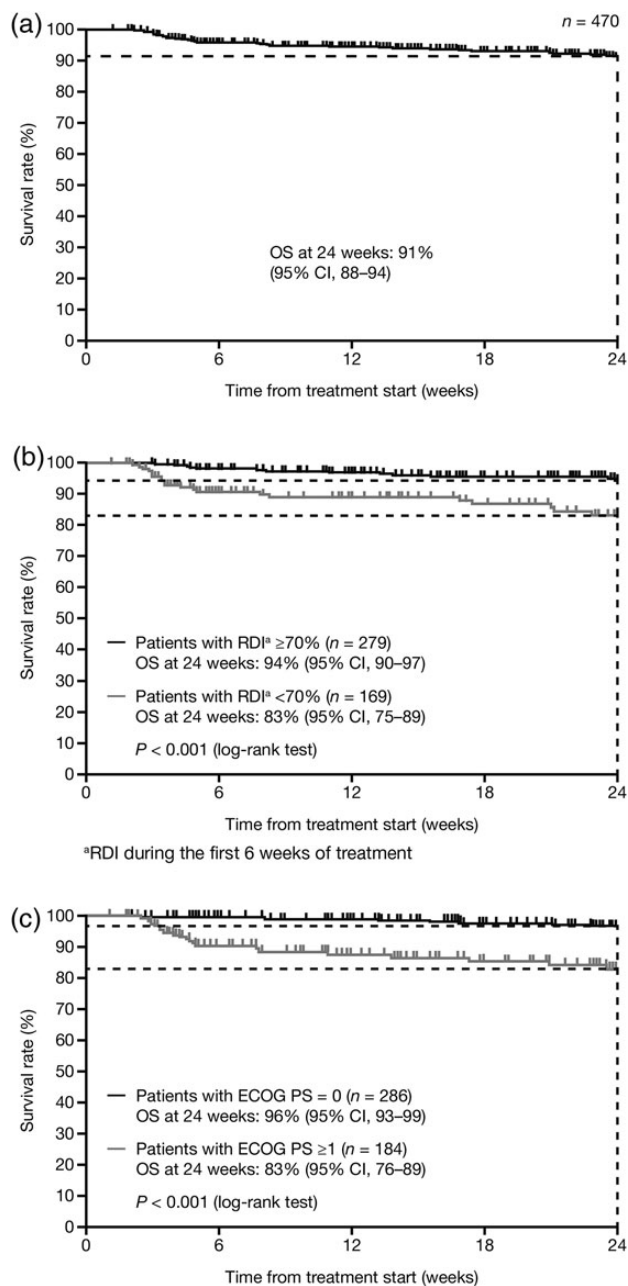 (a)
n = 470
100
90
80
70
60
50
40
30
20
10
0
Survival rate (%)
OS at 24 weeks: 91%
(95% CI, 88–94)
0 6 12 18 24
Time from treatment start (weeks)
(b)
100
90
80
70
60
50
40
30
20
10
0
Survival rate (%)
Patients with RDIᵃ ≥70% (n = 279)
OS at 24 weeks: 94% (95% CI, 90–97)
Patients with RDIᵃ <70% (n = 169)
OS at 24 weeks: 83% (95% CI, 75–89)
P < 0.001 (log-rank test)
0 6 12 18 24
Time from treatment start (weeks)
ᵃRDI during the first 6 weeks of treatment
(c)
100
90
80
70
60
50
40
30
20
10
0
Survival rate (%)
Patients with ECOG PS = 0 (n = 286)
OS at 24 weeks: 96% (95% CI, 93–99)
Patients with ECOG PS ≥1 (n = 184)
OS at 24 weeks: 83% (95% CI, 76–89)
P < 0.001 (log-rank test)
0 6 12 18 24
Time from treatment start (weeks)